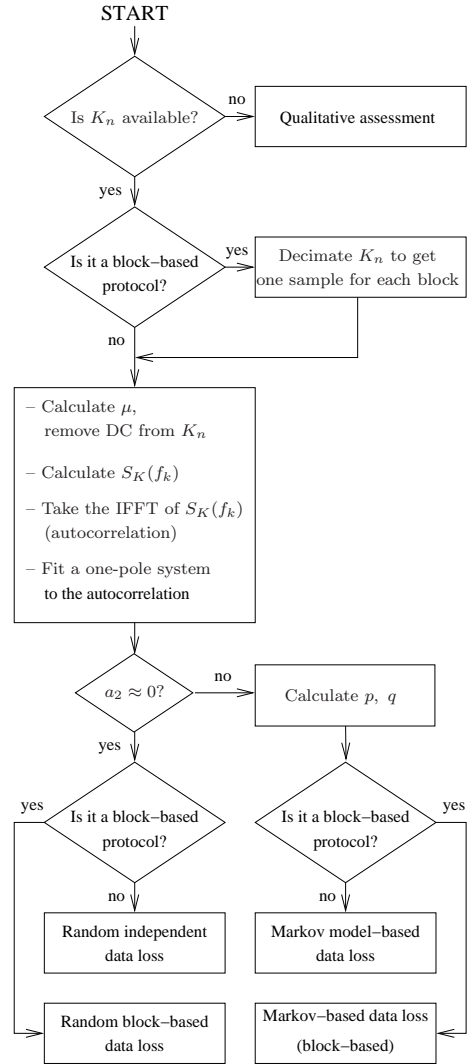 START
Is Kₙ available?
no
Qualitative assessment
yes
Is it a block–based
protocol?
yes
Decimate Kₙ to get
one sample for each block
no
– Calculate μ,
remove DC from Kₙ
– Calculate S_K(f_k)
– Take the IFFT of S_K(f_k)
(autocorrelation)
– Fit a one-pole system
to the autocorrelation
a₂ ≈ 0?
no
Calculate p, q
yes
yes
Is it a block–based
protocol?
Is it a block–based
protocol?
yes
no
no
Random independent
data loss
Markov model–based
data loss
Random block–based
data loss
Markov–based data loss
(block–based)